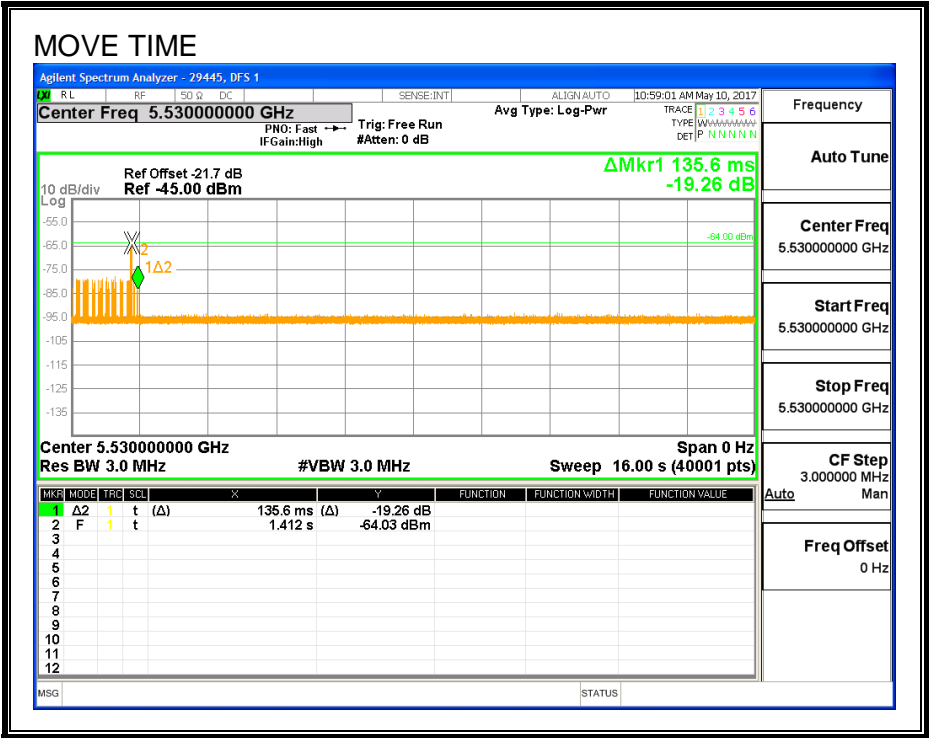 MOVE TIME
Agilent Spectrum Analyzer - 29445, DFS 1
LXI RL RF 50 Ω DC SENSE:INT ALIGNAUTO 10:59:01 AM May 10, 2017
Center Freq 5.530000000 GHz
PNO: Fast
IFGain:High
Trig: Free Run
#Atten: 0 dB
Avg Type: Log-Pwr
TRACE 1 2 3 4 5 6
TYPE WWWWWW
DET P N N N N N
ΔMkr1 135.6 ms
-19.26 dB
Ref Offset -21.7 dB
10 dB/div Ref -45.00 dBm
Log
-55.0
-65.0
-75.0
-85.0
-95.0
-105
-115
-125
-135
-64.00 dBm
2
1Δ2
Center 5.530000000 GHz Span 0 Hz
Res BW 3.0 MHz #VBW 3.0 MHz Sweep 16.00 s (40001 pts)
MKR MODE TRC SCL X Y FUNCTION FUNCTION WIDTH FUNCTION VALUE
1 Δ2 1 t (Δ) 135.6 ms (Δ) -19.26 dB
2 F 1 t 1.412 s -64.03 dBm
3
4
5
6
7
8
9
10
11
12
MSG STATUS
Frequency
Auto Tune
Center Freq
5.530000000 GHz
Start Freq
5.530000000 GHz
Stop Freq
5.530000000 GHz
CF Step
3.000000 MHz
Auto Man
Freq Offset
0 Hz